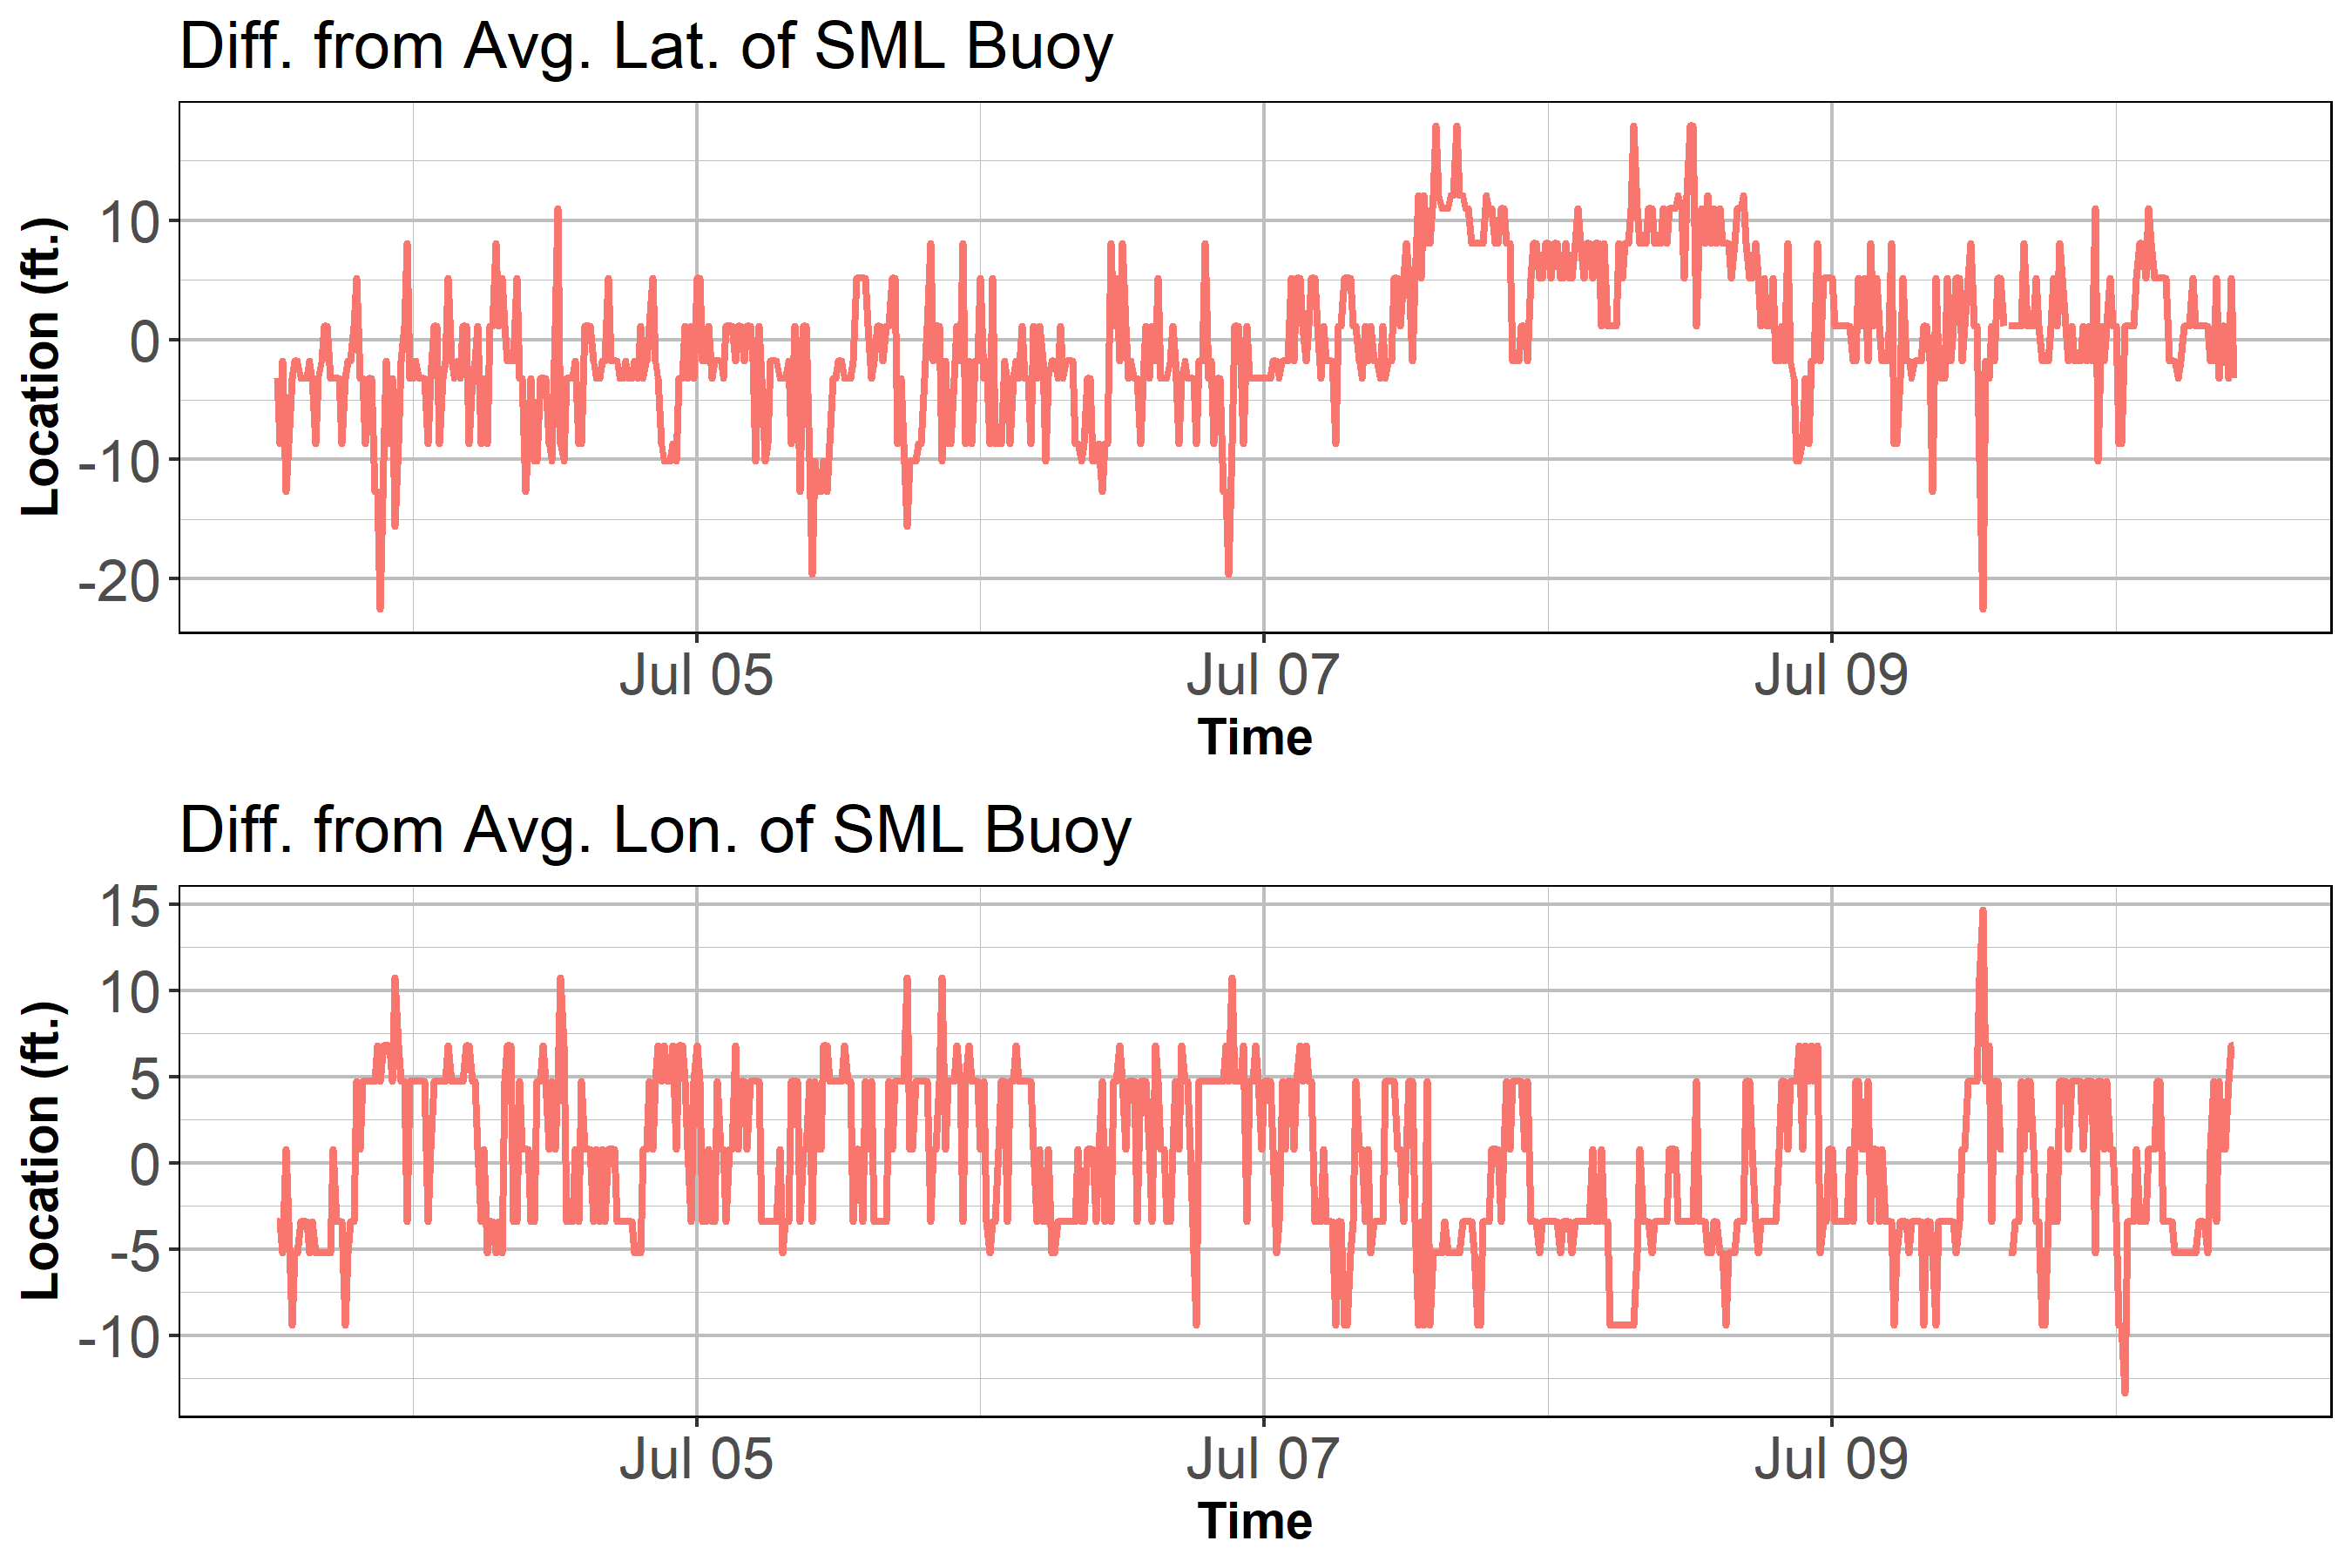 Diff. from Avg. Lat. of SML Buoy
Location (ft.)
10
0
-10
-20
Jul 05 Jul 07 Jul 09
Time
Diff. from Avg. Lon. of SML Buoy
Location (ft.)
15
10
5
0
-5
-10
Jul 05 Jul 07 Jul 09
Time